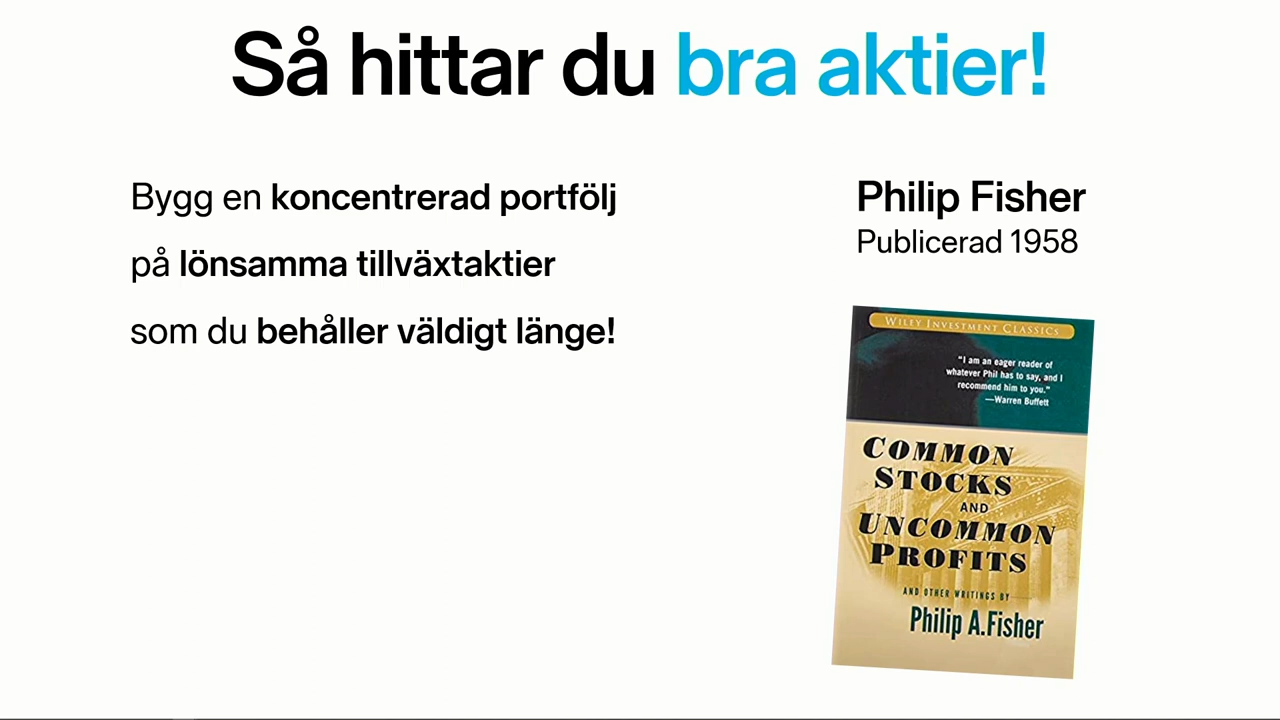 Så hittar du bra aktier!
Bygg en koncentrerad portfölj
på lönsamma tillväxtaktier
som du behåller väldigt länge!
Philip Fisher
Publicerad 1958
WILEY INVESTMENT CLASSICS
"I am an eager reader of
whatever Phil has to say, and I
recommend him to you."
—Warren Buffett
COMMON
STOCKS
AND
UNCOMMON
PROFITS
AND OTHER WRITINGS BY
Philip A.Fisher